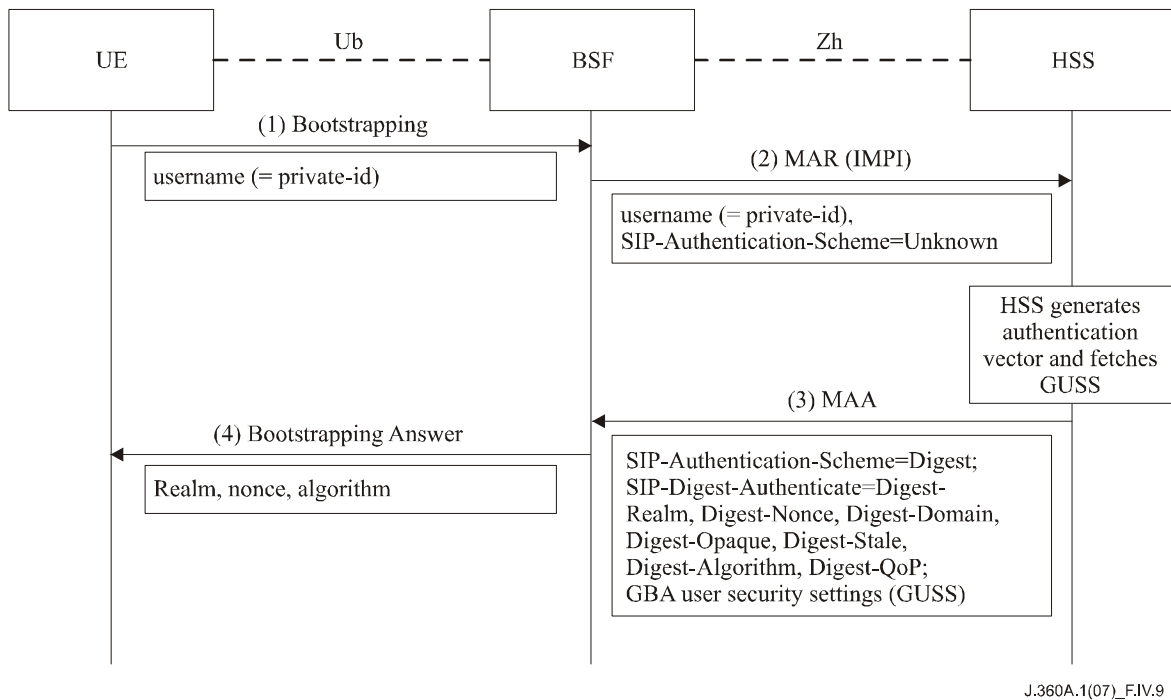 UE
Ub
BSF
Zh
HSS
(1) Bootstrapping
username (= private-id)
(2) MAR (IMPI)
username (= private-id),
SIP-Authentication-Scheme=Unknown
HSS generates
authentication
vector and fetches
GUSS
(3) MAA
(4) Bootstrapping Answer
Realm, nonce, algorithm
SIP-Authentication-Scheme=Digest;
SIP-Digest-Authenticate=Digest-
Realm, Digest-Nonce, Digest-Domain,
Digest-Opaque, Digest-Stale,
Digest-Algorithm, Digest-QoP;
GBA user security settings (GUSS)
J.360A.1(07)_F.IV.9